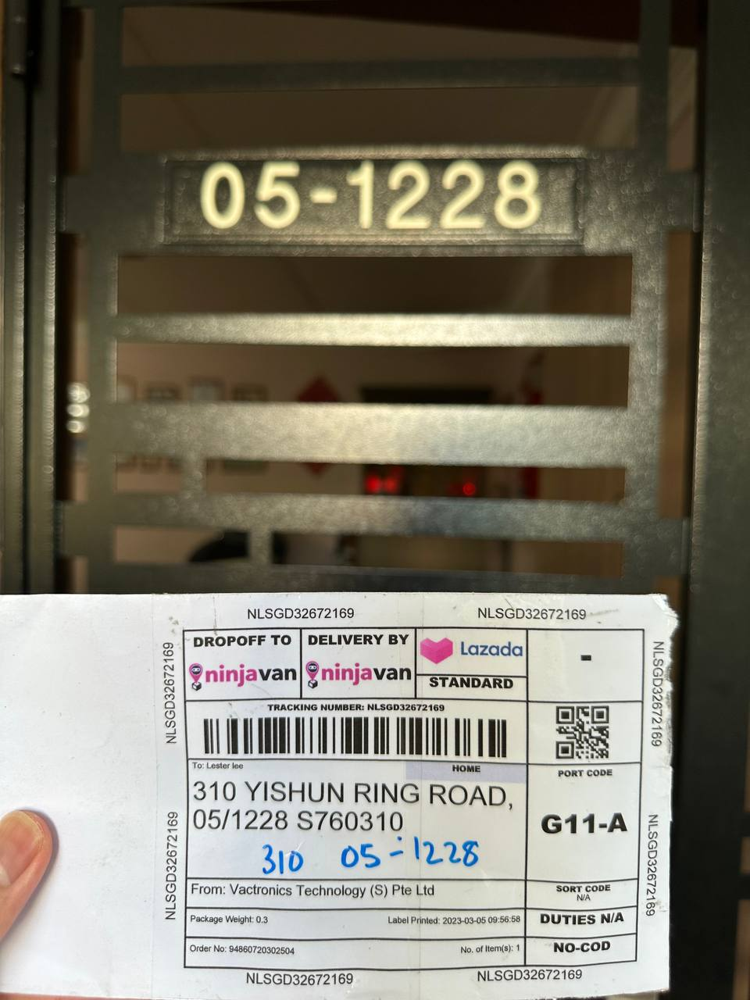 05-1228
NLSGD32672169 NLSGD32672169
DROPOFF TO
ninjavan
DELIVERY BY
ninjavan
Lazada
STANDARD
-
TRACKING NUMBER: NLSGD32672169
To: Lester lee
HOME
310 YISHUN RING ROAD,
05/1228 S760310
310 05-1228
PORT CODE
G11-A
From: Vactronics Technology (S) Pte Ltd
SORT CODE
N/A
Package Weight: 0.3
Label Printed: 2023-03-05 09:56:58
DUTIES N/A
Order No: 94860720302504
No. of Item(s): 1
NO-COD
NLSGD32672169 NLSGD32672169
NLSGD32672169
NLSGD32672169
NLSGD32672169
NLSGD32672169